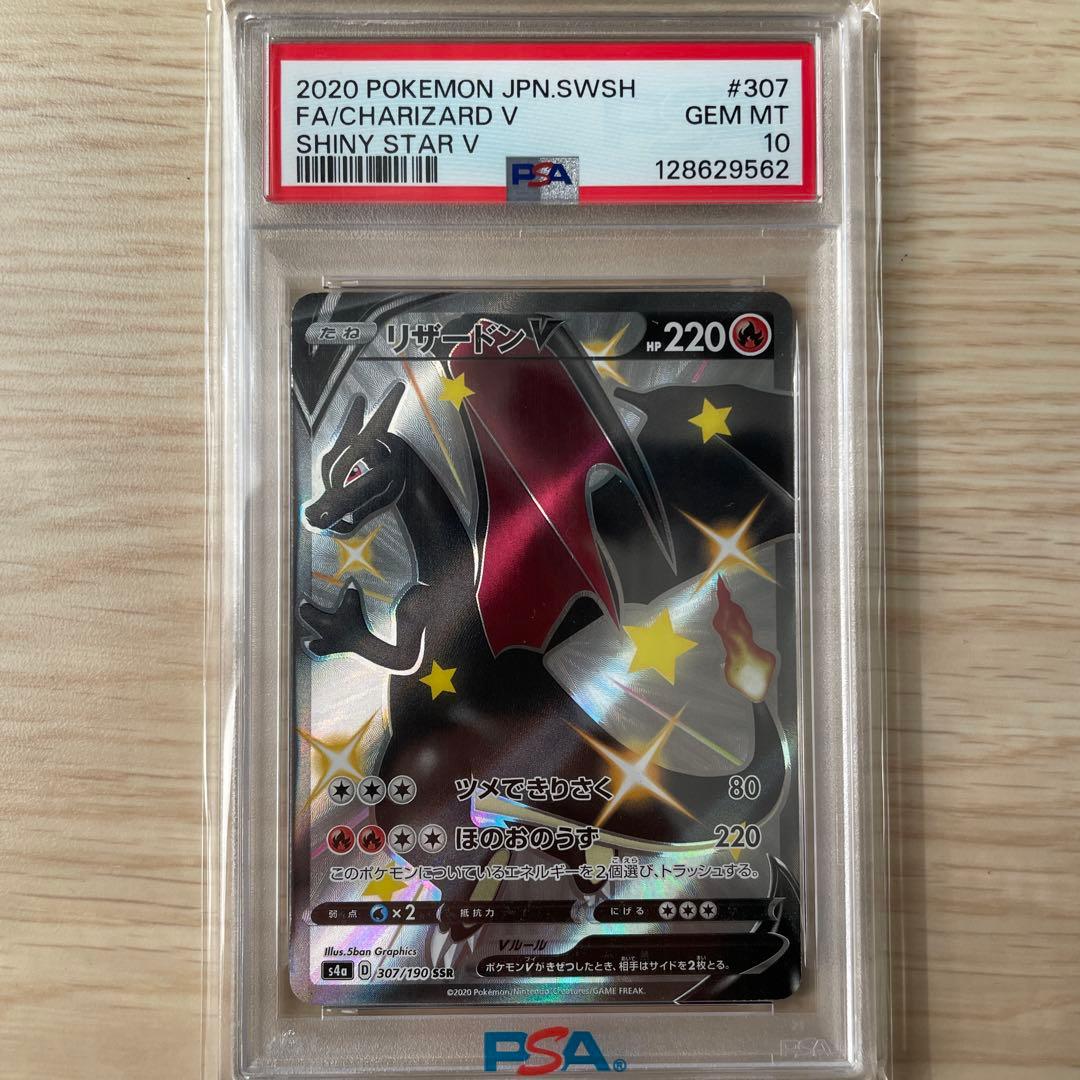 2020 POKEMON JPN.SWSH #307
FA/CHARIZARD V GEM MT
SHINY STAR V 10
PSA 128629562
たね リザードンV HP 220
ツメできりさく 80
ほのおのうず 220
このポケモンについているエネルギーを2個選び、トラッシュする。
弱点 ×2 抵抗力 にげる
Illus.5ban Graphics
Vルール
s4a D 307/190 SSR
ポケモンVがきぜつしたとき、相手はサイドを2枚とる。
©2020 Pokémon/Nintendo/Creatures/GAME FREAK.
PSA®
PSA